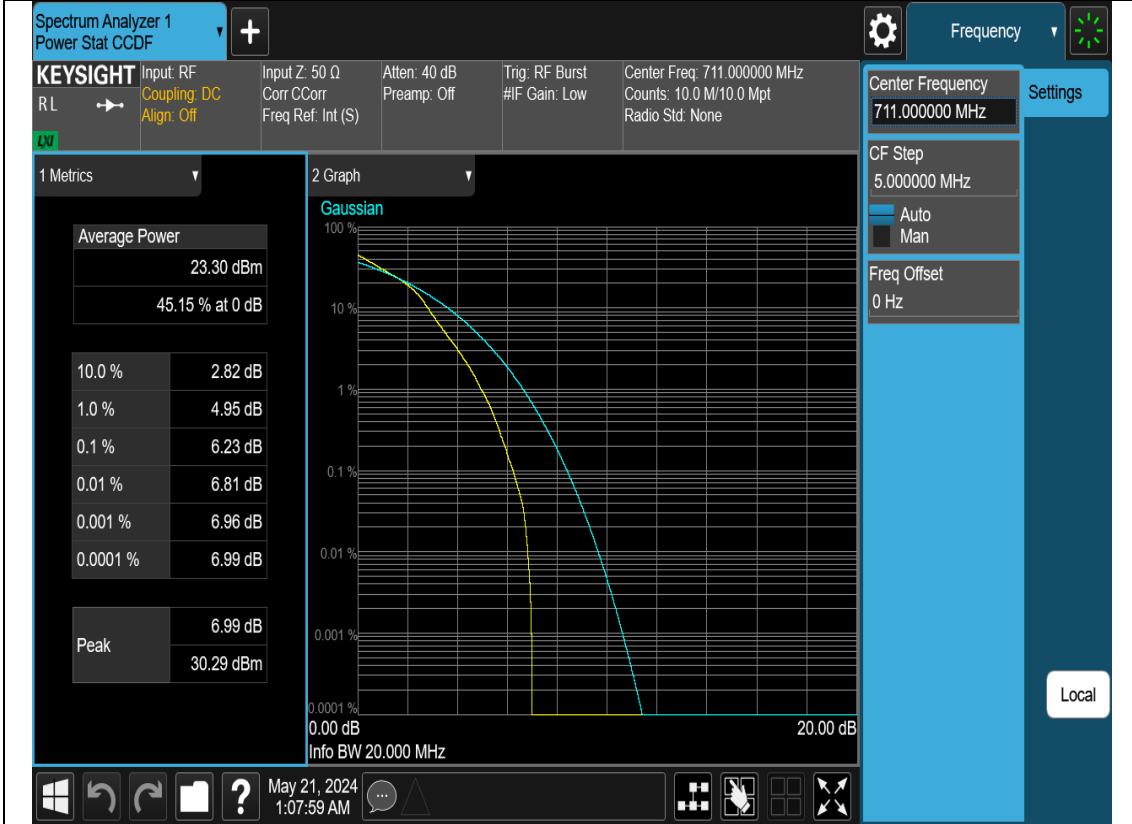 Spectrum Analyzer 1
Power Stat CCDF
Frequency
KEYSIGHT
RL
LXI
Input: RF
Coupling: DC
Align: Off
Input Z: 50 Ω
Corr CCorr
Freq Ref: Int (S)
Atten: 40 dB
Preamp: Off
Trig: RF Burst
#IF Gain: Low
Center Freq: 711.000000 MHz
Counts: 10.0 M/10.0 Mpt
Radio Std: None
Center Frequency
711.000000 MHz
Settings
CF Step
5.000000 MHz
Auto
Man
Freq Offset
0 Hz
Local
1 Metrics
Average Power
23.30 dBm
45.15 % at 0 dB
10.0 % 2.82 dB
1.0 % 4.95 dB
0.1 % 6.23 dB
0.01 % 6.81 dB
0.001 % 6.96 dB
0.0001 % 6.99 dB
Peak
6.99 dB
30.29 dBm
2 Graph
Gaussian
100 %
10 %
1 %
0.1 %
0.01 %
0.001 %
0.0001 %
0.00 dB 20.00 dB
Info BW 20.000 MHz
?
May 21, 2024
1:07:59 AM